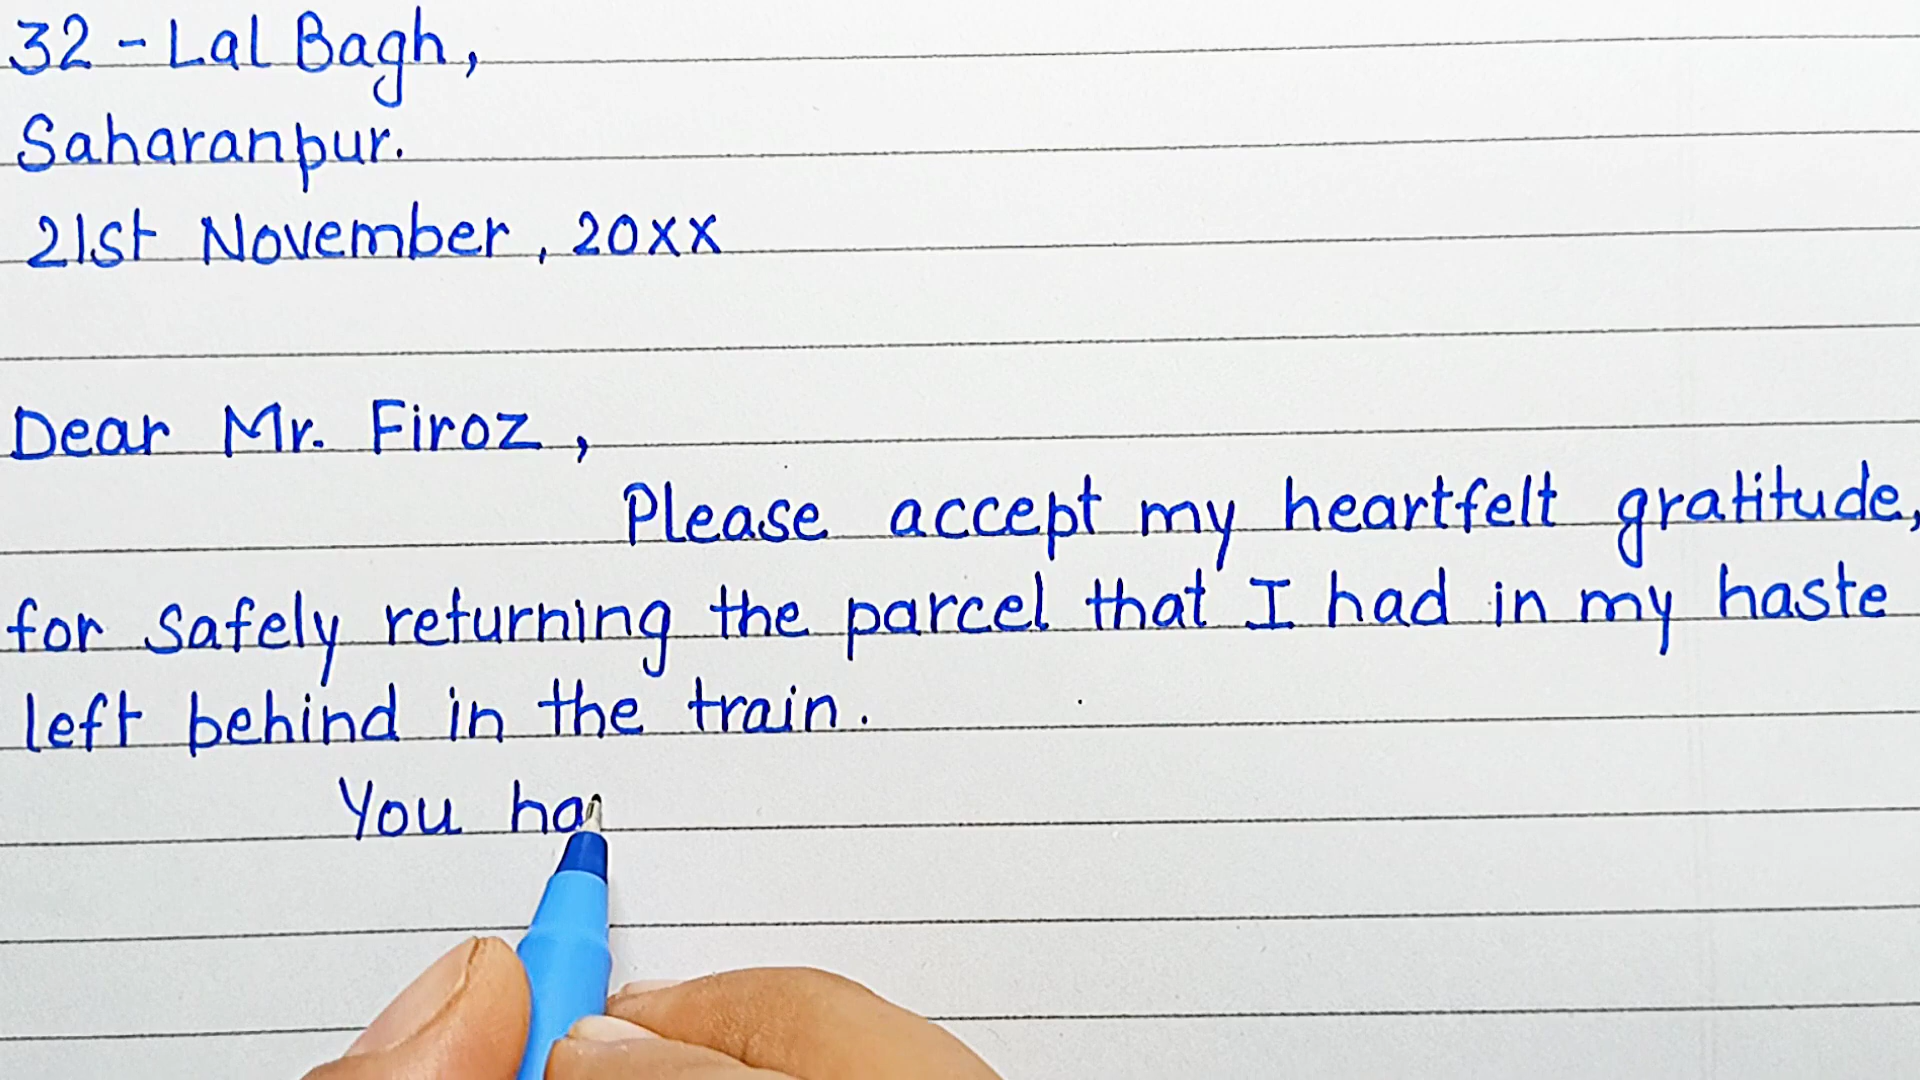 32 - Lal Bagh,
Saharanpur.
21st November, 20xx
Dear Mr. Firoz,
Please accept my heartfelt gratitude,
for safely returning the parcel that I had in my haste
left behind in the train.
You ha